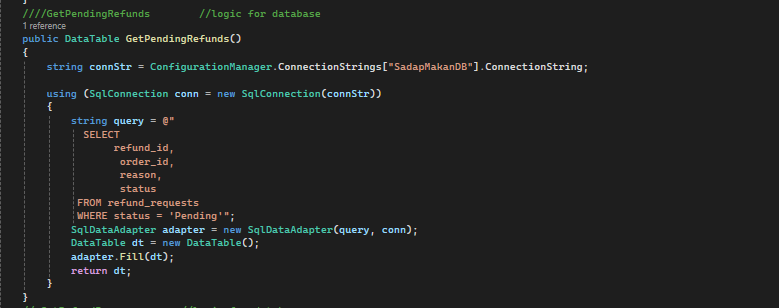 ////GetPendingRefunds //logic for database
1 reference
public DataTable GetPendingRefunds()
{
string connStr = ConfigurationManager.ConnectionStrings["SadapMakanDB"].ConnectionString;
using (SqlConnection conn = new SqlConnection(connStr))
{
string query = @"
SELECT
refund_id,
order_id,
reason,
status
FROM refund_requests
WHERE status = 'Pending'";
SqlDataAdapter adapter = new SqlDataAdapter(query, conn);
DataTable dt = new DataTable();
adapter.Fill(dt);
return dt;
}
}